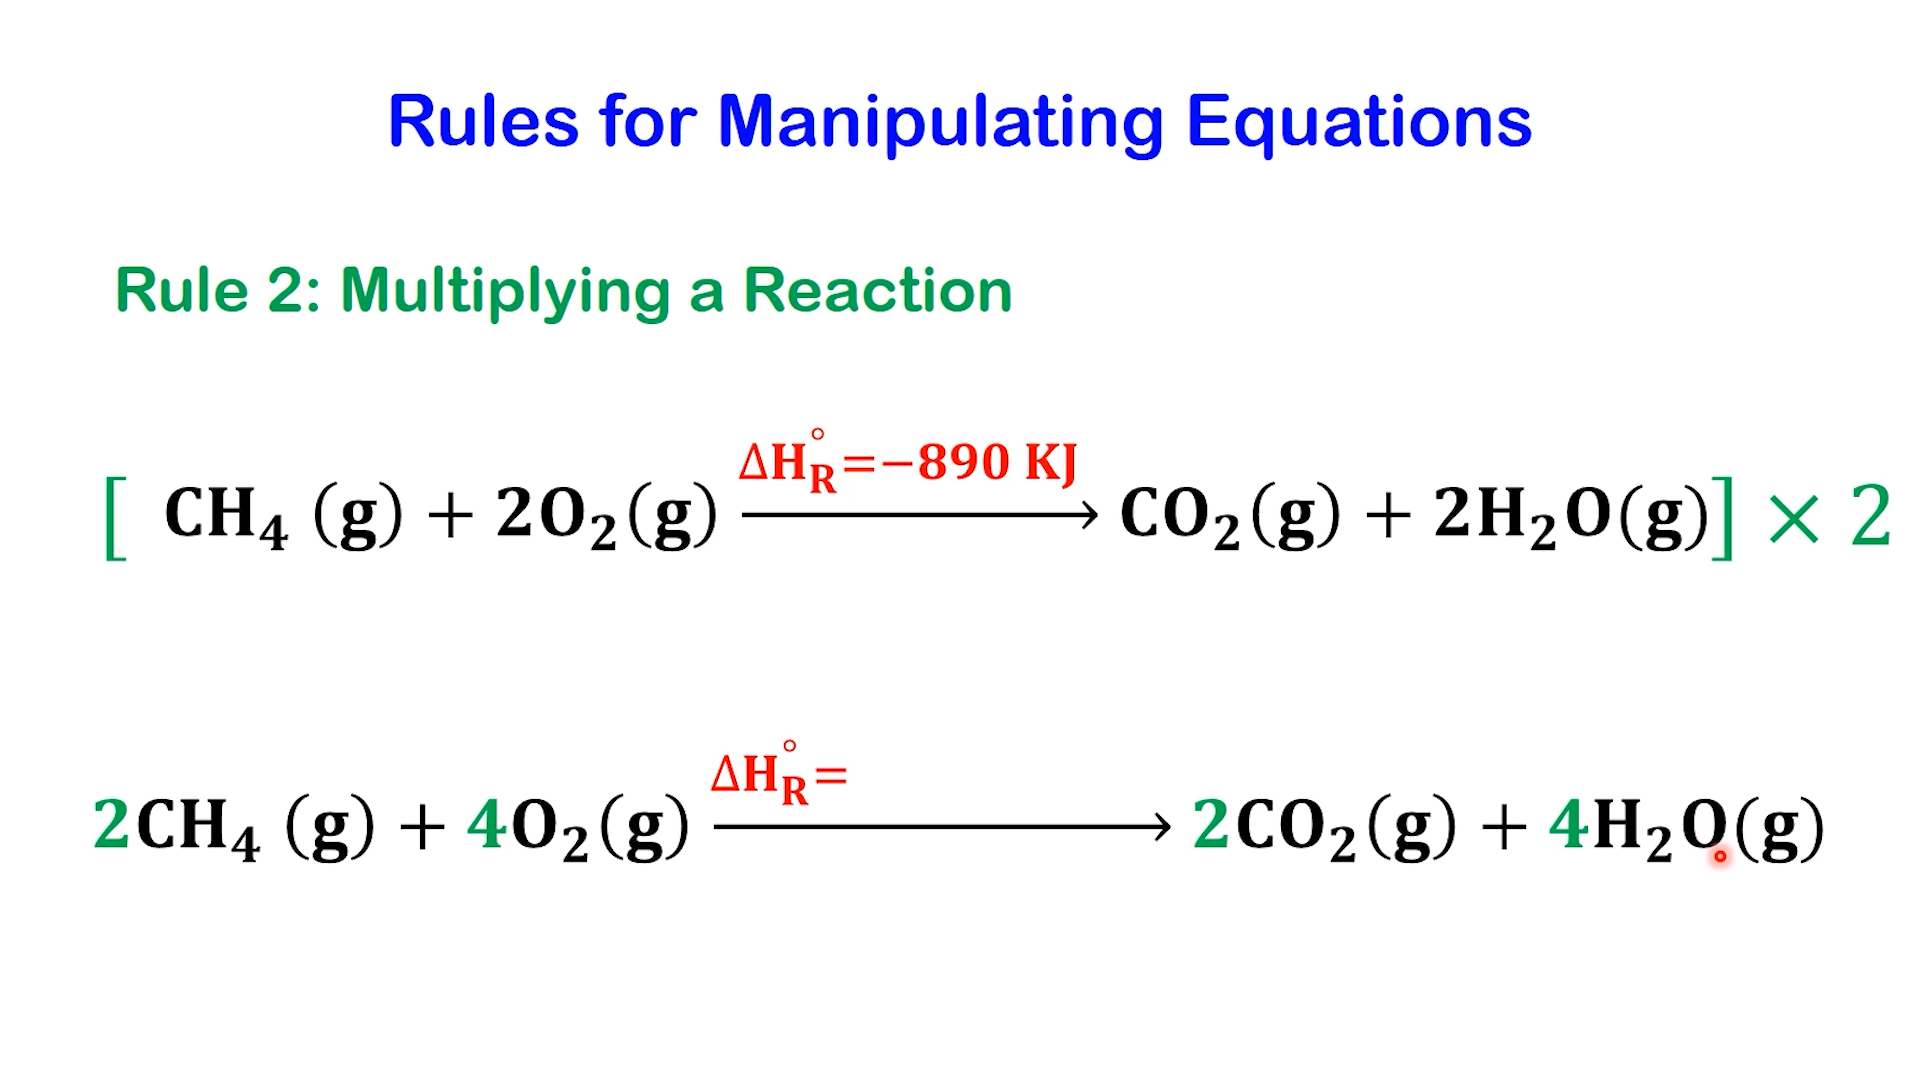 Rules for Manipulating Equations
Rule 2: Multiplying a Reaction
ΔH°R=−890 KJ
[ CH₄ (g) + 2O₂(g) ⟶ CO₂(g) + 2H₂O(g)] × 2
ΔH°R=
2CH₄ (g) + 4O₂(g) ⟶ 2CO₂(g) + 4H₂O(g)